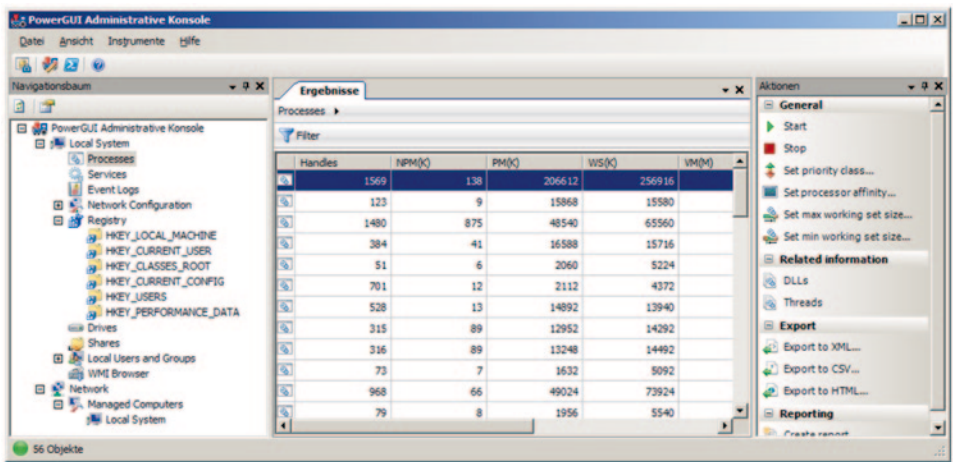 PowerGUI Administrative Konsole
Datei Ansicht Instrumente Hilfe
Navigationsbaum
PowerGUI Administrative Konsole
Local System
Processes
Services
Event Logs
Network Configuration
Registry
HKEY_LOCAL_MACHINE
HKEY_CURRENT_USER
HKEY_CLASSES_ROOT
HKEY_CURRENT_CONFIG
HKEY_USERS
HKEY_PERFORMANCE_DATA
Drives
Shares
Local Users and Groups
WMI Browser
Network
Managed Computers
Local System
Ergebnisse
Processes
Filter
Handles NPM(K) PM(K) WS(K) VM(M)
1569 138 206612 256916
123 9 15868 15580
1480 875 48540 65560
384 41 16588 15716
51 6 2060 5224
701 12 2112 4372
528 13 14892 13940
315 89 12952 14292
316 89 13248 14492
73 7 1632 5092
968 66 49024 73924
79 8 1956 5540
Aktionen
General
Start
Stop
Set priority class...
Set processor affinity...
Set max working set size...
Set min working set size...
Related information
DLLs
Threads
Export
Export to XML...
Export to CSV...
Export to HTML...
Reporting
Create report
56 Objekte